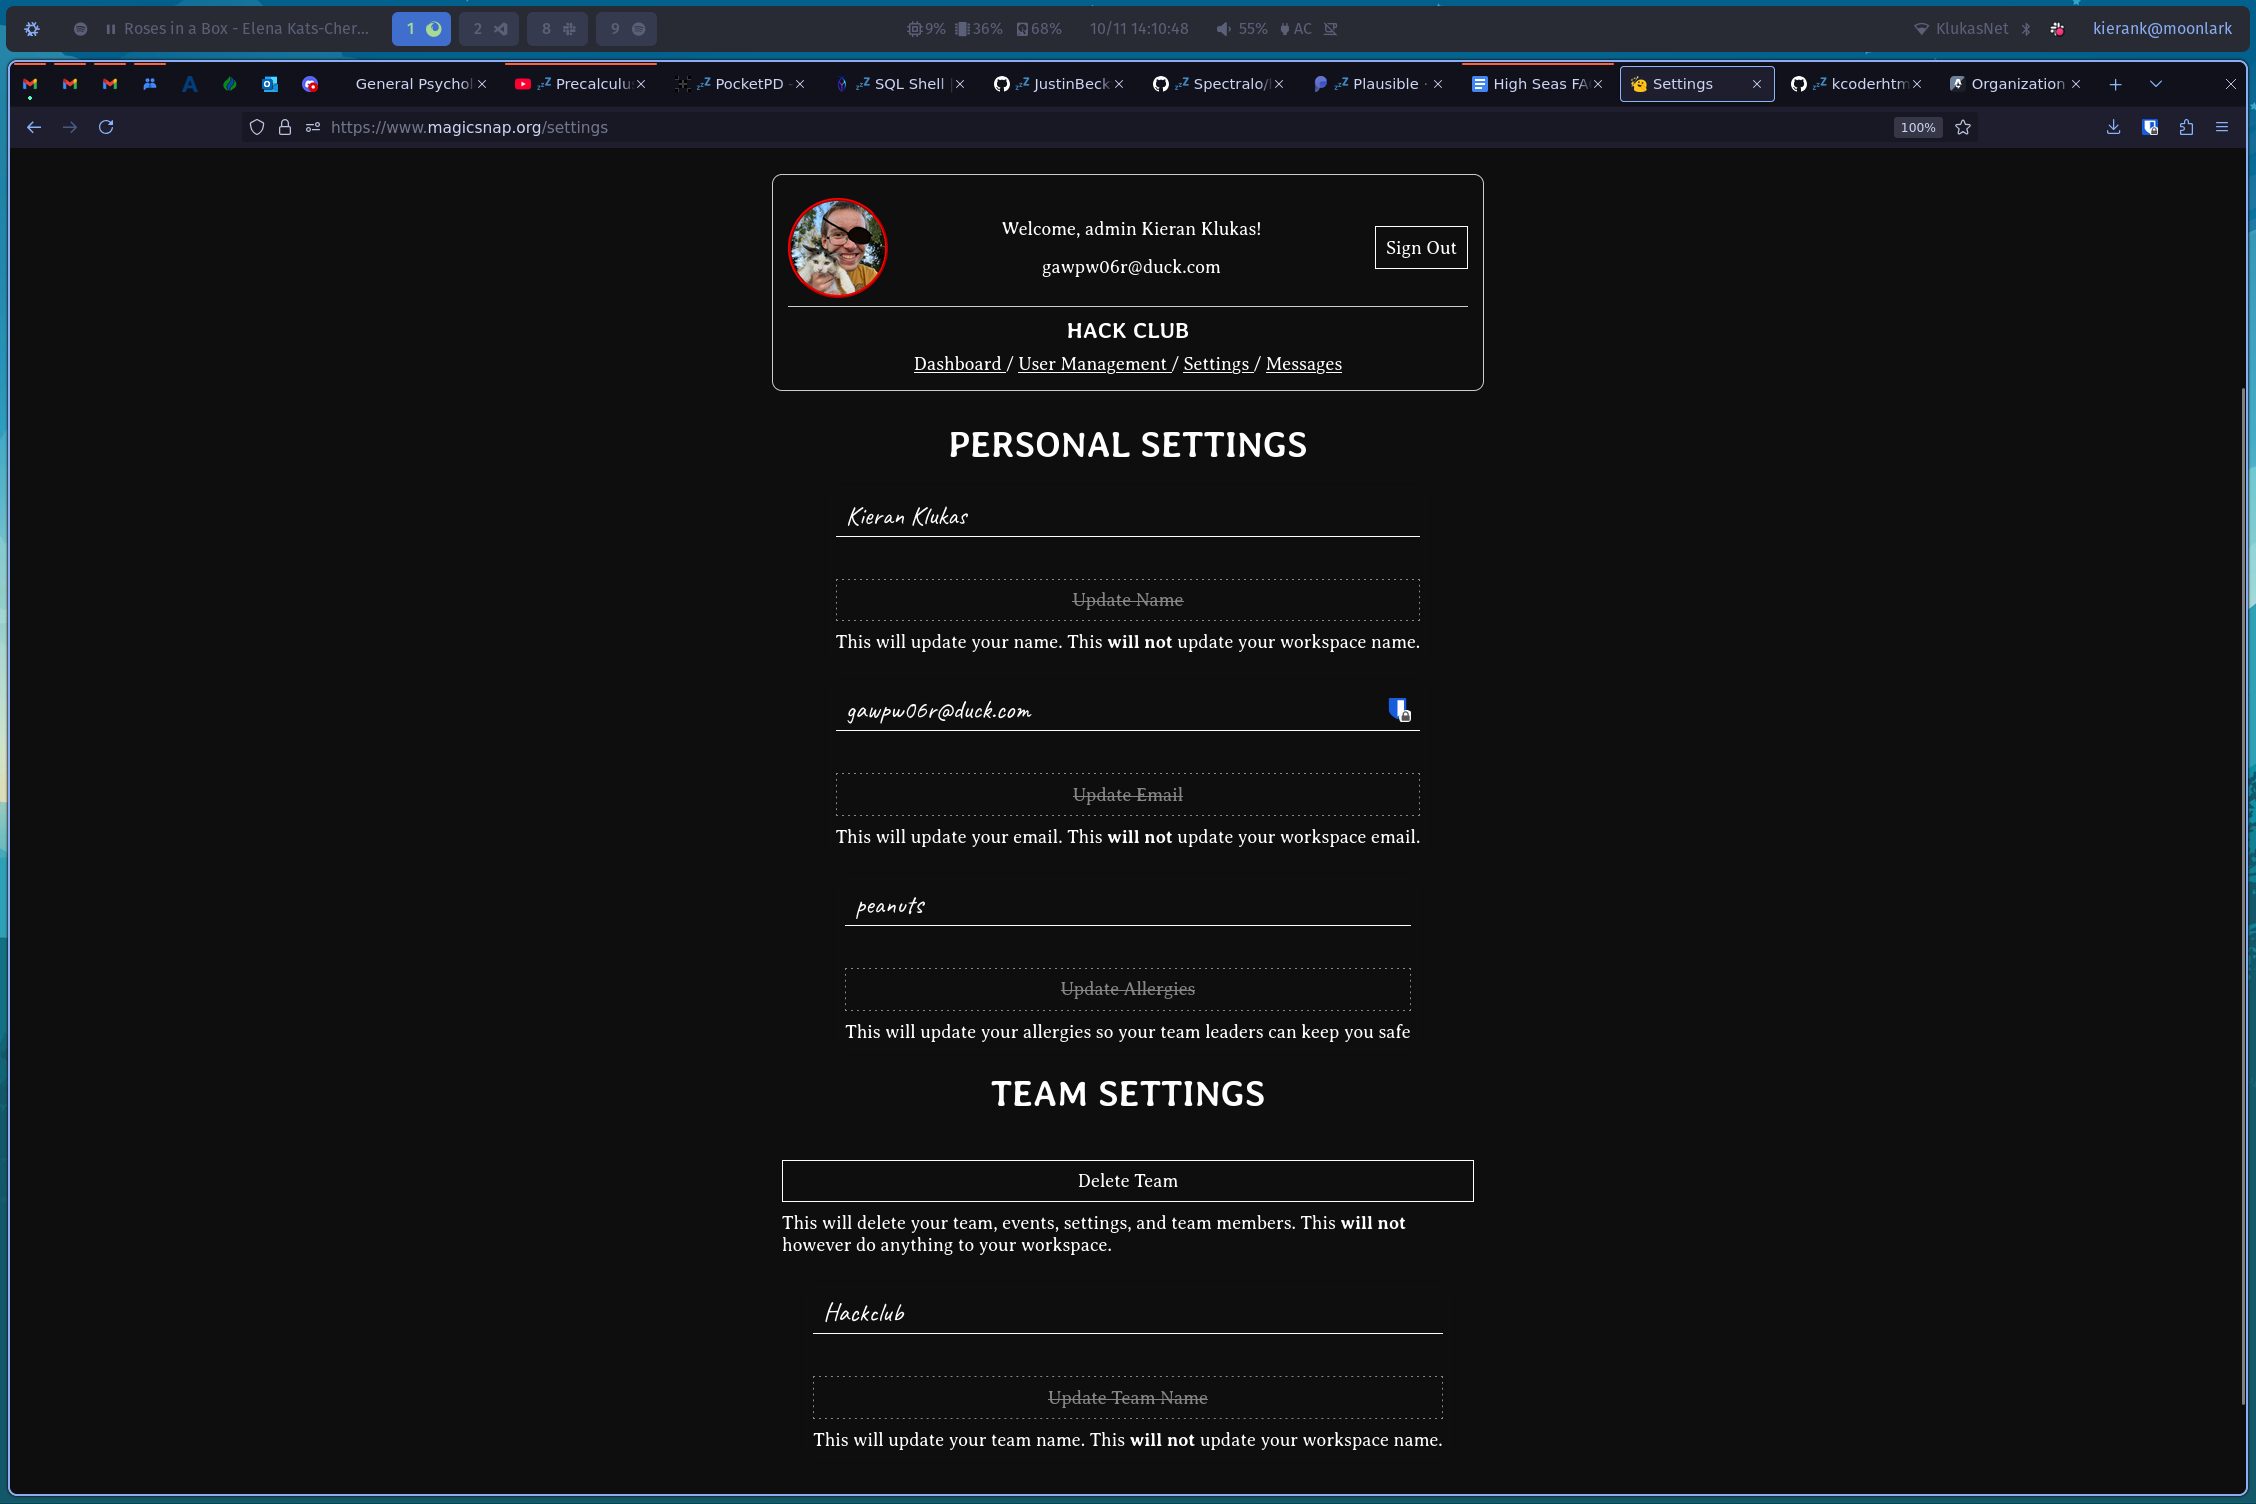 Roses in a Box - Elena Kats-Cher...
1
2
8
9
9%
36%
68%
10/11 14:10:48
55%
AC
KlukasNet
kierank@moonlark
General Psychol
Precalculu
PocketPD -
SQL Shell |
JustinBeck
Spectralo/
Plausible ·
High Seas FA
Settings
kcoderhtm
Organization
https://www.magicsnap.org/settings
100%
Welcome, admin Kieran Klukas!
gawpw06r@duck.com
Sign Out
HACK CLUB
Dashboard / User Management / Settings / Messages
PERSONAL SETTINGS
Kieran Klukas
Update Name
This will update your name. This will not update your workspace name.
gawpw06r@duck.com
Update Email
This will update your email. This will not update your workspace email.
peanuts
Update Allergies
This will update your allergies so your team leaders can keep you safe
TEAM SETTINGS
Delete Team
This will delete your team, events, settings, and team members. This will not
however do anything to your workspace.
Hackclub
Update Team Name
This will update your team name. This will not update your workspace name.